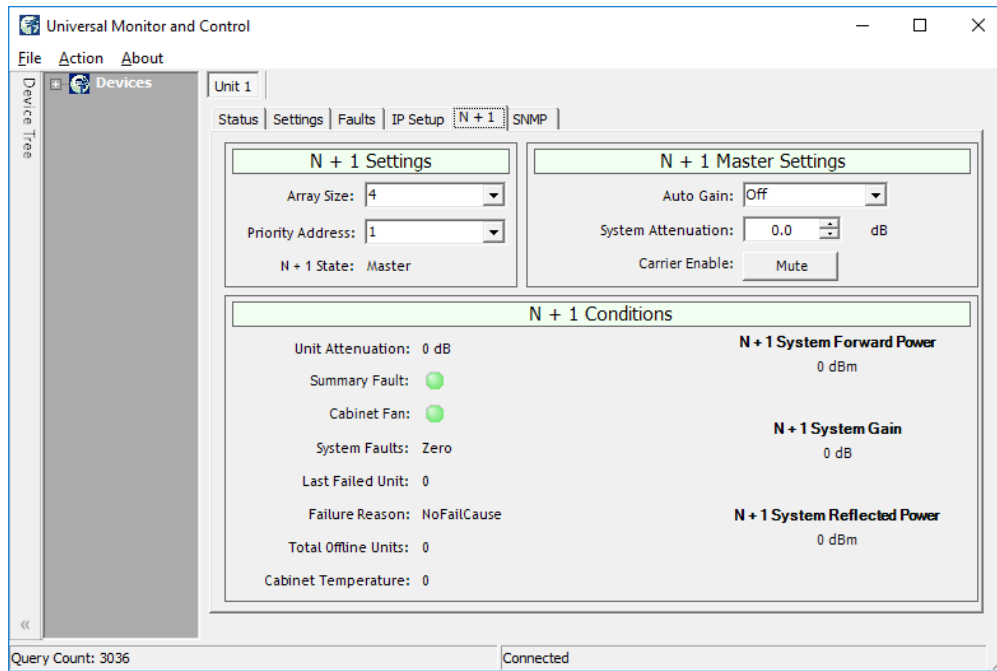 Universal Monitor and Control
File Action About
Device Tree
Devices
Unit 1
Status Settings Faults IP Setup N + 1 SNMP
N + 1 Settings
Array Size: 4
Priority Address: 1
N + 1 State: Master
N + 1 Master Settings
Auto Gain: Off
System Attenuation: 0.0 dB
Carrier Enable: Mute
N + 1 Conditions
Unit Attenuation: 0 dB
Summary Fault:
Cabinet Fan:
System Faults: Zero
Last Failed Unit: 0
Failure Reason: NoFailCause
Total Offline Units: 0
Cabinet Temperature: 0
N + 1 System Forward Power
0 dBm
N + 1 System Gain
0 dB
N + 1 System Reflected Power
0 dBm
Query Count: 3036
Connected